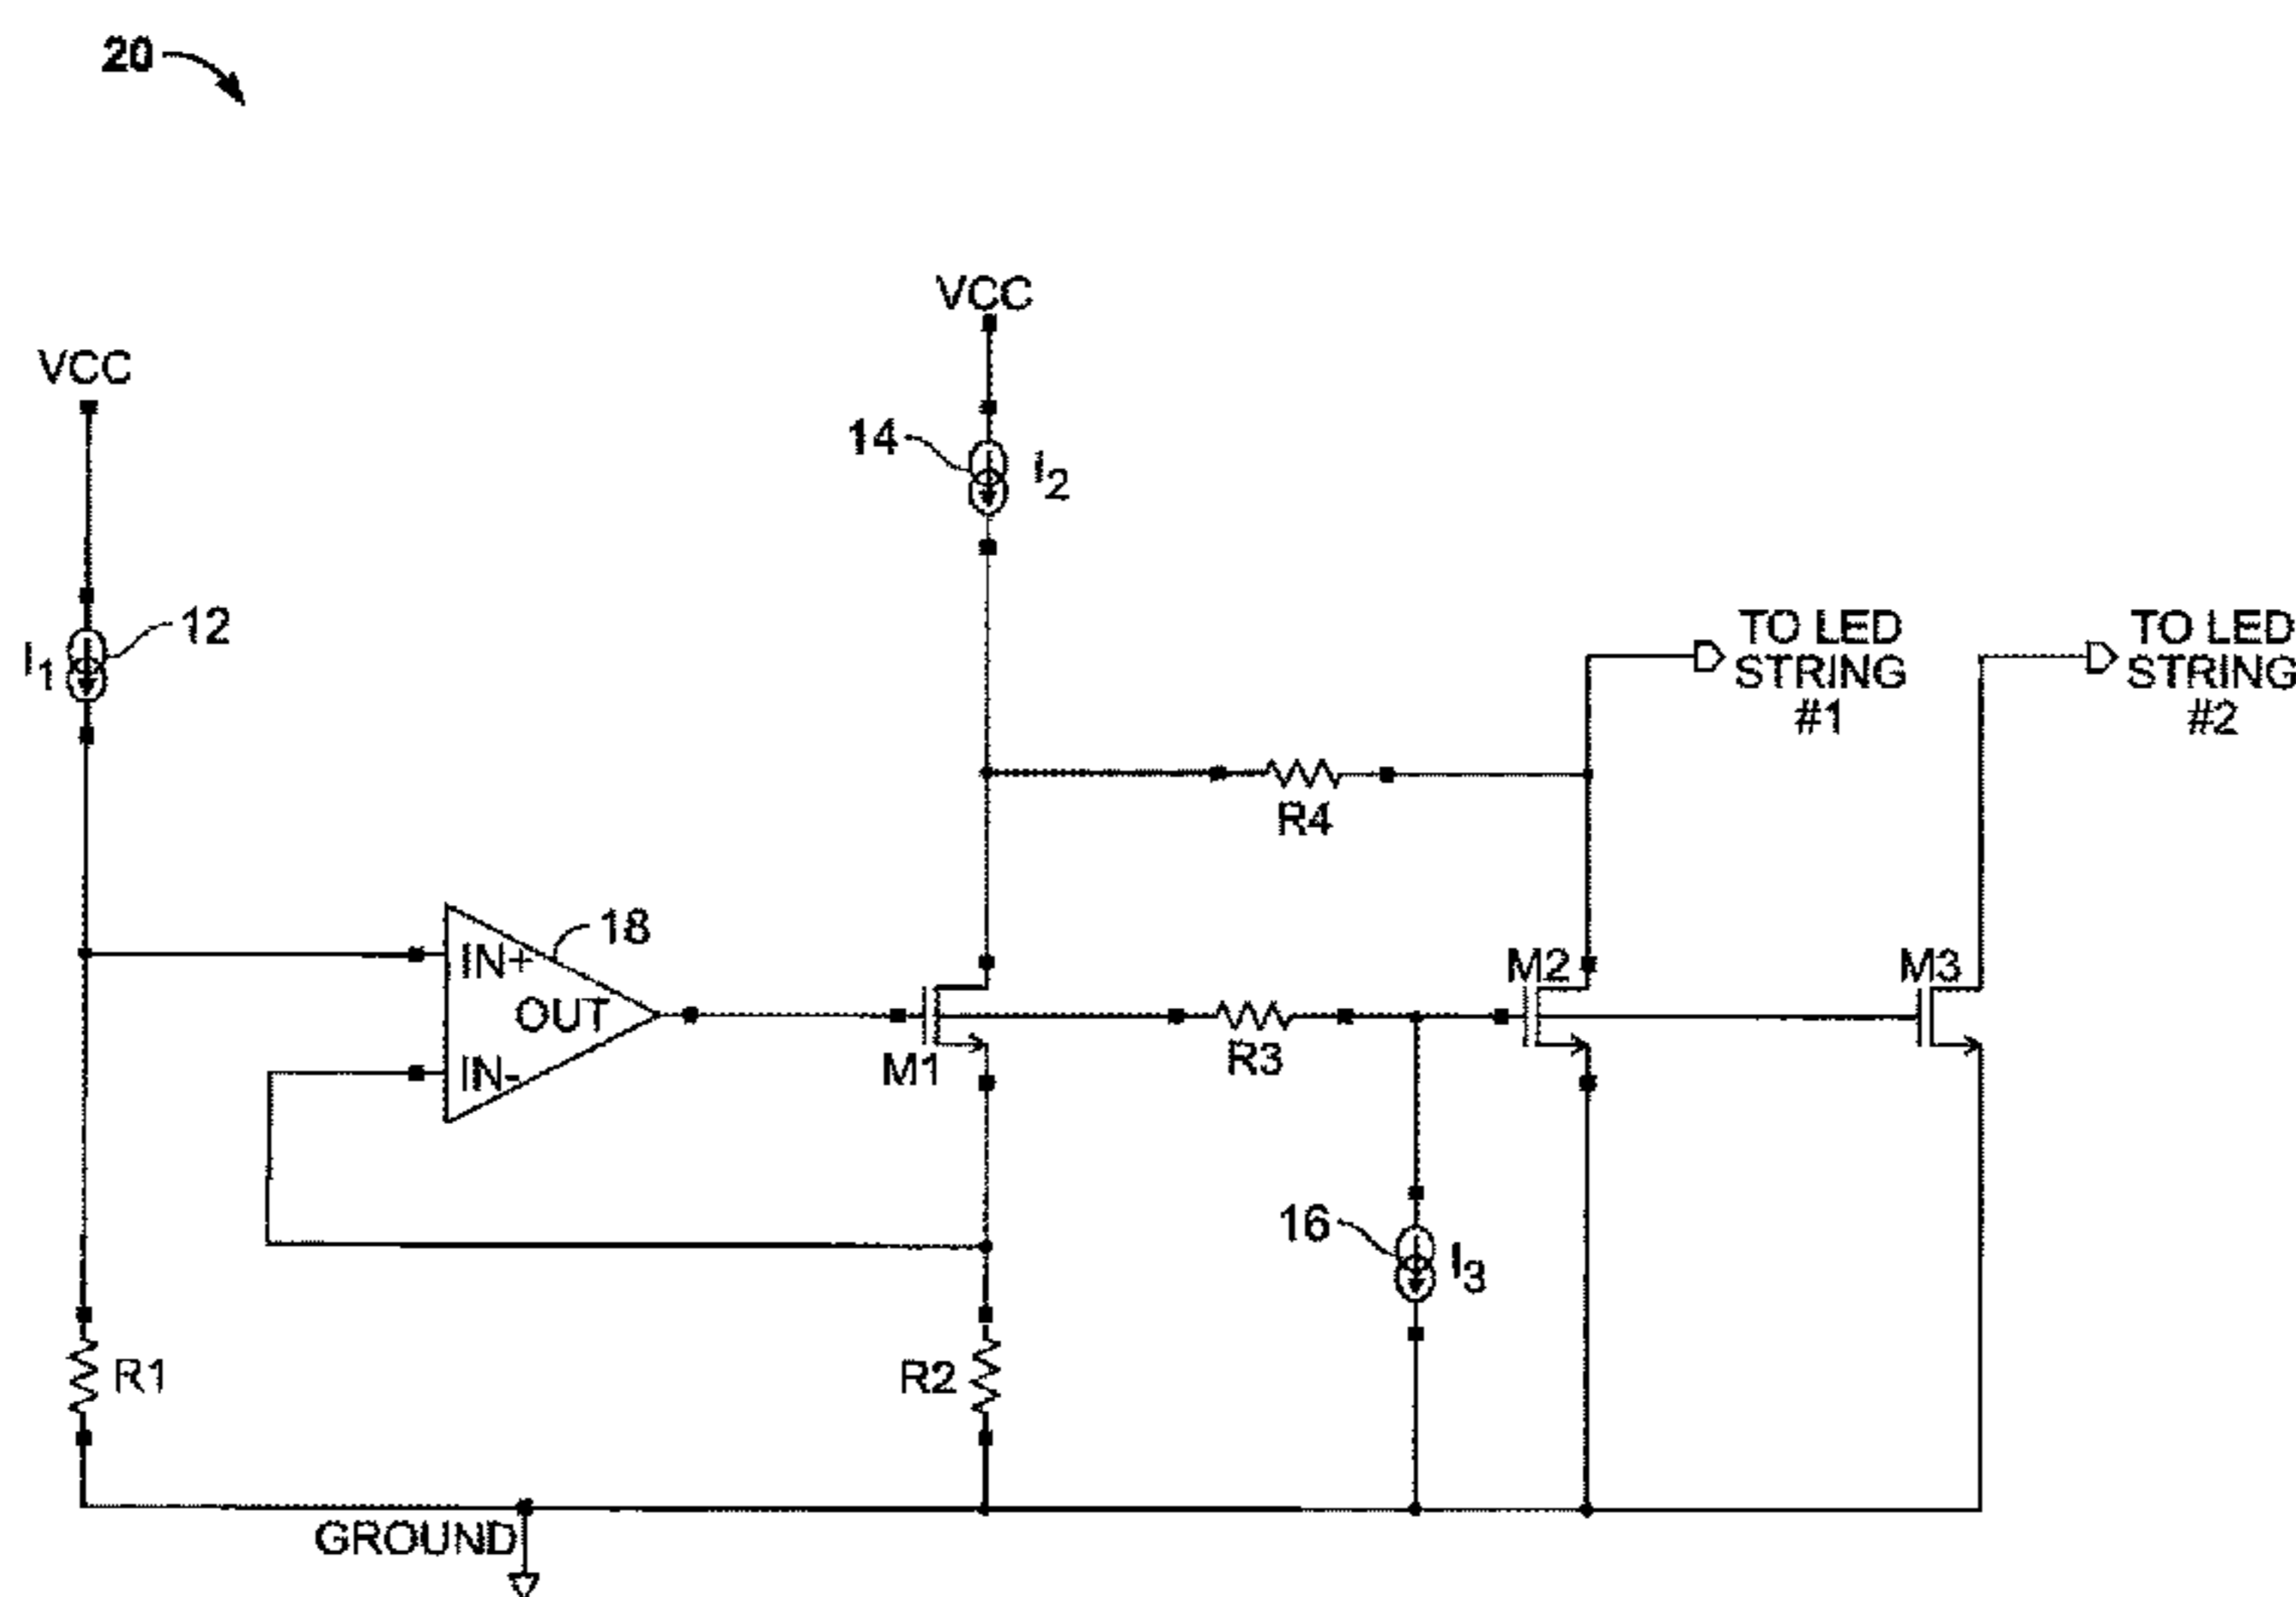 20
VCC
VCC
14
I2
12
I1
TO LED
STRING
#1
TO LED
STRING
#2
R4
18
IN+
OUT
IN-
M1
R3
M2
M3
16
I3
R1
R2
GROUND